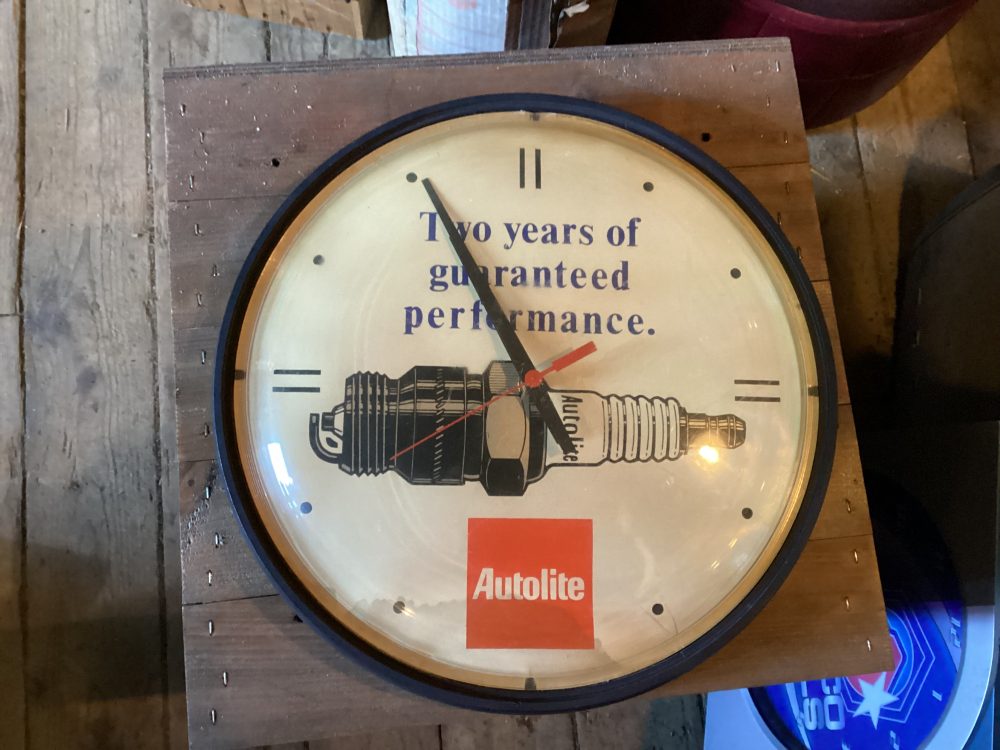 Two years of
guaranteed
performance.
Autolite
Autolite